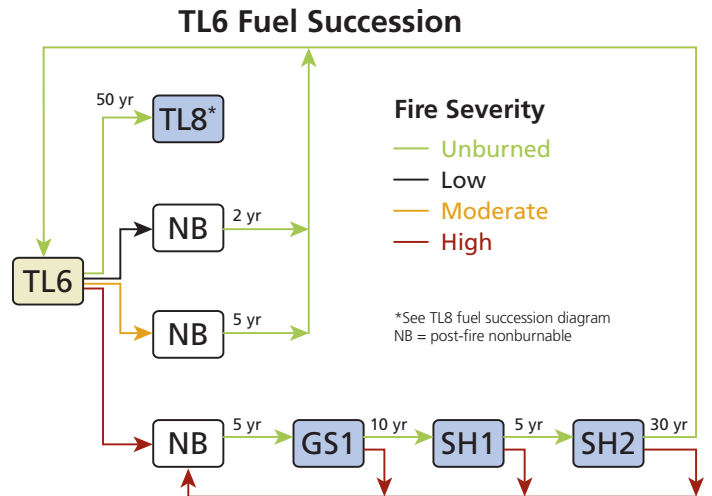 TL6 Fuel Succession
50 yr
TL8*
Fire Severity
Unburned
Low
Moderate
High
NB
2 yr
TL6
NB
5 yr
*See TL8 fuel succession diagram
NB = post-fire nonburnable
NB
5 yr
GS1
10 yr
SH1
5 yr
SH2
30 yr